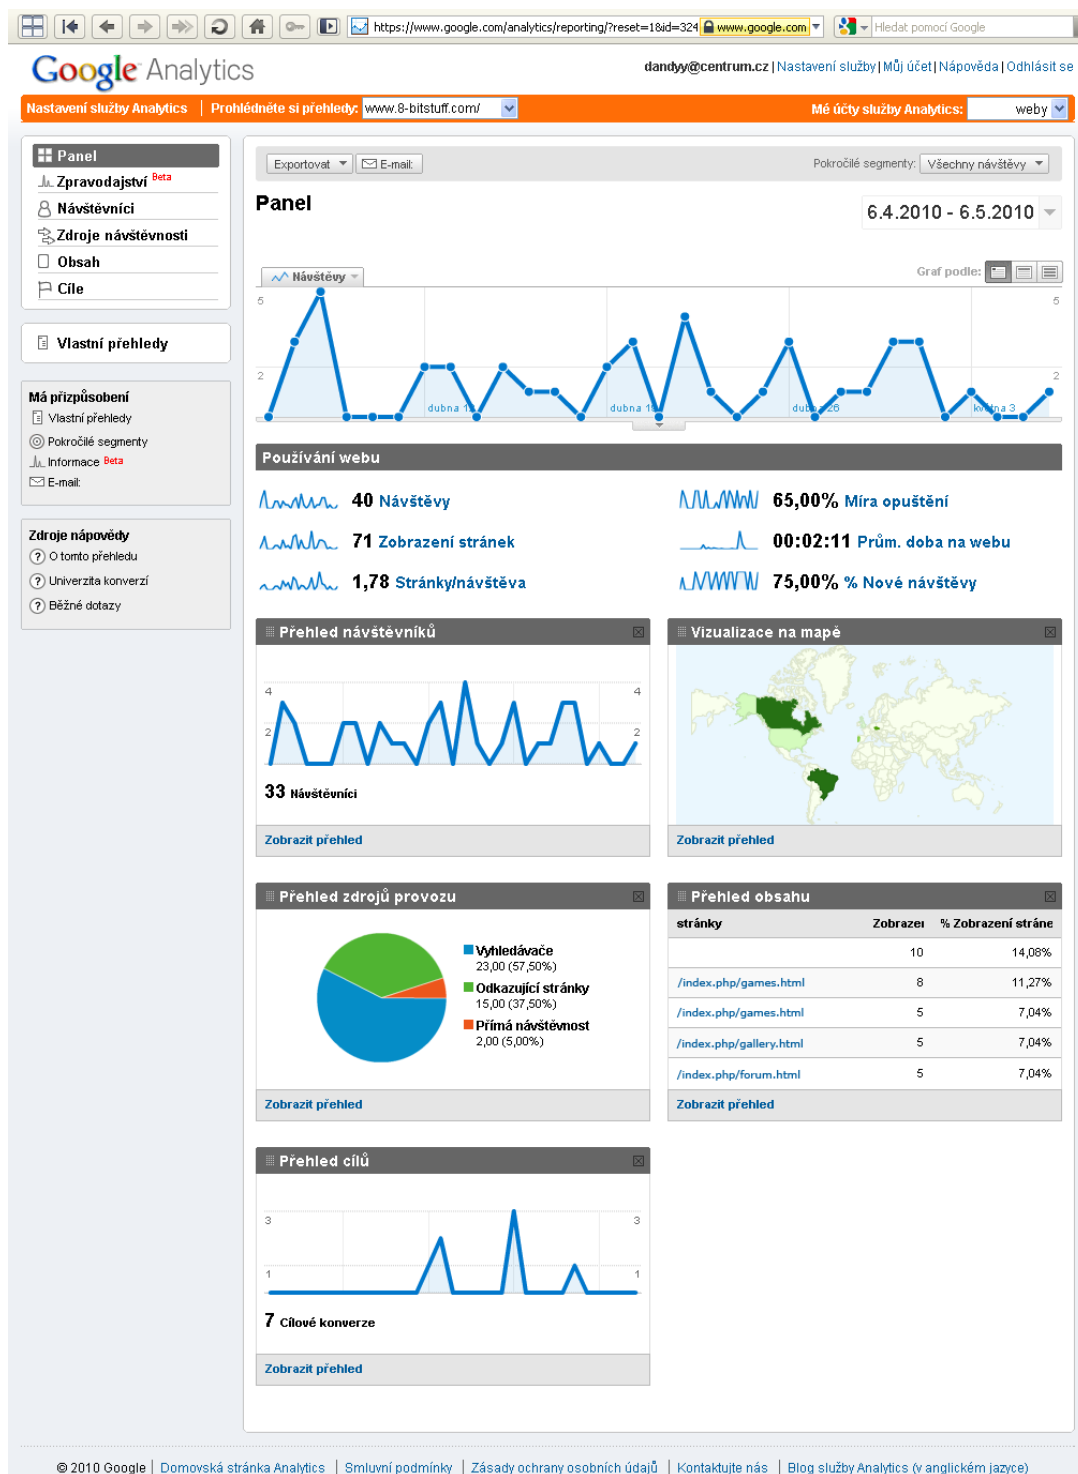 https://www.google.com/analytics/reporting/?reset=1&id=324 www.google.com Hledat pomocí Google
Google Analytics
dandyy@centrum.cz | Nastavení služby | Můj účet | Nápověda | Odhlásit se
Nastavení služby Analytics | Prohlédněte si přehledy: www.8-bitstuff.com/ Mé účty služby Analytics: weby
Panel
Zpravodajství Beta
Návštěvníci
Zdroje návštěvnosti
Obsah
Cíle
Vlastní přehledy
Má přizpůsobení
Vlastní přehledy
Pokročilé segmenty
Informace Beta
E-mail:
Zdroje nápovědy
O tomto přehledu
Univerzita konverzí
Běžné dotazy
Exportovat E-mail: Pokročilé segmenty: Všechny návštěvy
Panel
6.4.2010 - 6.5.2010
Návštěvy Graf podle:
5 5
2 2
dubna 12 dubna 19 dubna 26 května 3
Používání webu
40 Návštěvy 65,00% Míra opuštění
71 Zobrazení stránek 00:02:11 Prům. doba na webu
1,78 Stránky/návštěva 75,00% % Nové návštěvy
Přehled návštěvníků
4 4
2 2
33 Návštěvníci
Zobrazit přehled
Vizualizace na mapě
Zobrazit přehled
Přehled zdrojů provozu
Vyhledávače
23,00 (57,50%)
Odkazující stránky
15,00 (37,50%)
Přímá návštěvnost
2,00 (5,00%)
Zobrazit přehled
Přehled obsahu
stránky Zobrazei % Zobrazení stráne
10 14,08%
/index.php/games.html 8 11,27%
/index.php/games.html 5 7,04%
/index.php/gallery.html 5 7,04%
/index.php/forum.html 5 7,04%
Zobrazit přehled
Přehled cílů
3 3
1 1
7 Cílové konverze
Zobrazit přehled
© 2010 Google | Domovská stránka Analytics | Smluvní podmínky | Zásady ochrany osobních údajů | Kontaktujte nás | Blog služby Analytics (v anglickém jazyce)